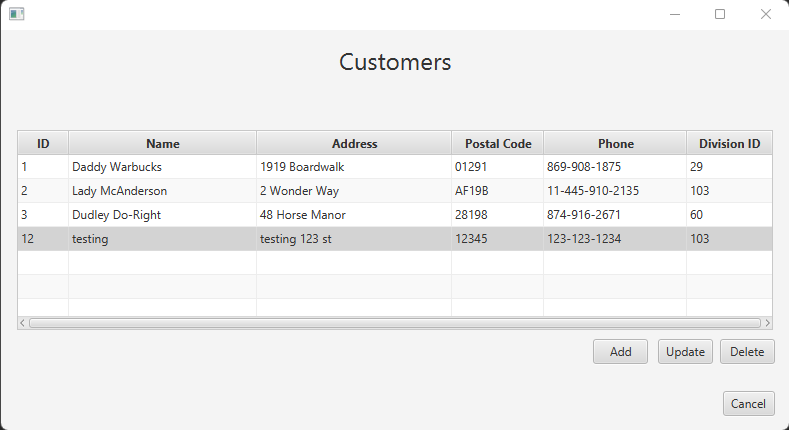 Customers
ID Name Address Postal Code Phone Division ID
1 Daddy Warbucks 1919 Boardwalk 01291 869-908-1875 29
2 Lady McAnderson 2 Wonder Way AF19B 11-445-910-2135 103
3 Dudley Do-Right 48 Horse Manor 28198 874-916-2671 60
12 testing testing 123 st 12345 123-123-1234 103
Add Update Delete
Cancel